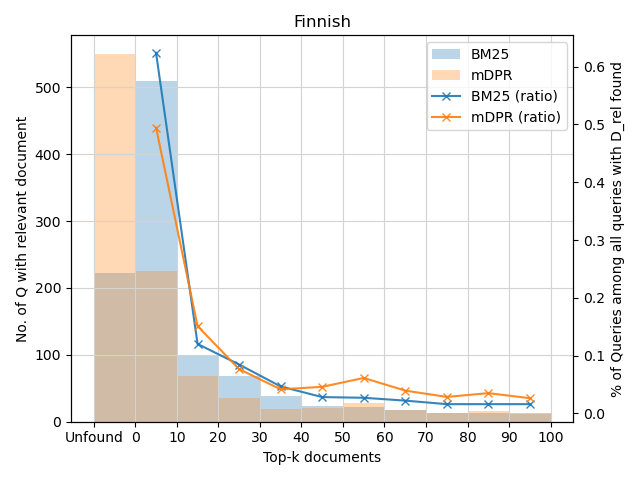 Finnish
BM25
mDPR
BM25 (ratio)
mDPR (ratio)
No. of Q with relevant document
500
400
300
200
100
0
% of Queries among all queries with D_rel found
0.6
0.5
0.4
0.3
0.2
0.1
0.0
Unfound 0 10 20 30 40 50 60 70 80 90 100
Top-k documents